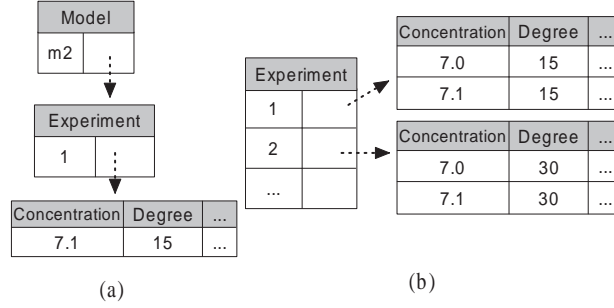 Model
m2
Experiment
1
Concentration Degree ...
7.1 15 ...
(a)
Experiment
1
2
...
Concentration Degree ...
7.0 15 ...
7.1 15 ...
Concentration Degree ...
7.0 30 ...
7.1 30 ...
(b)